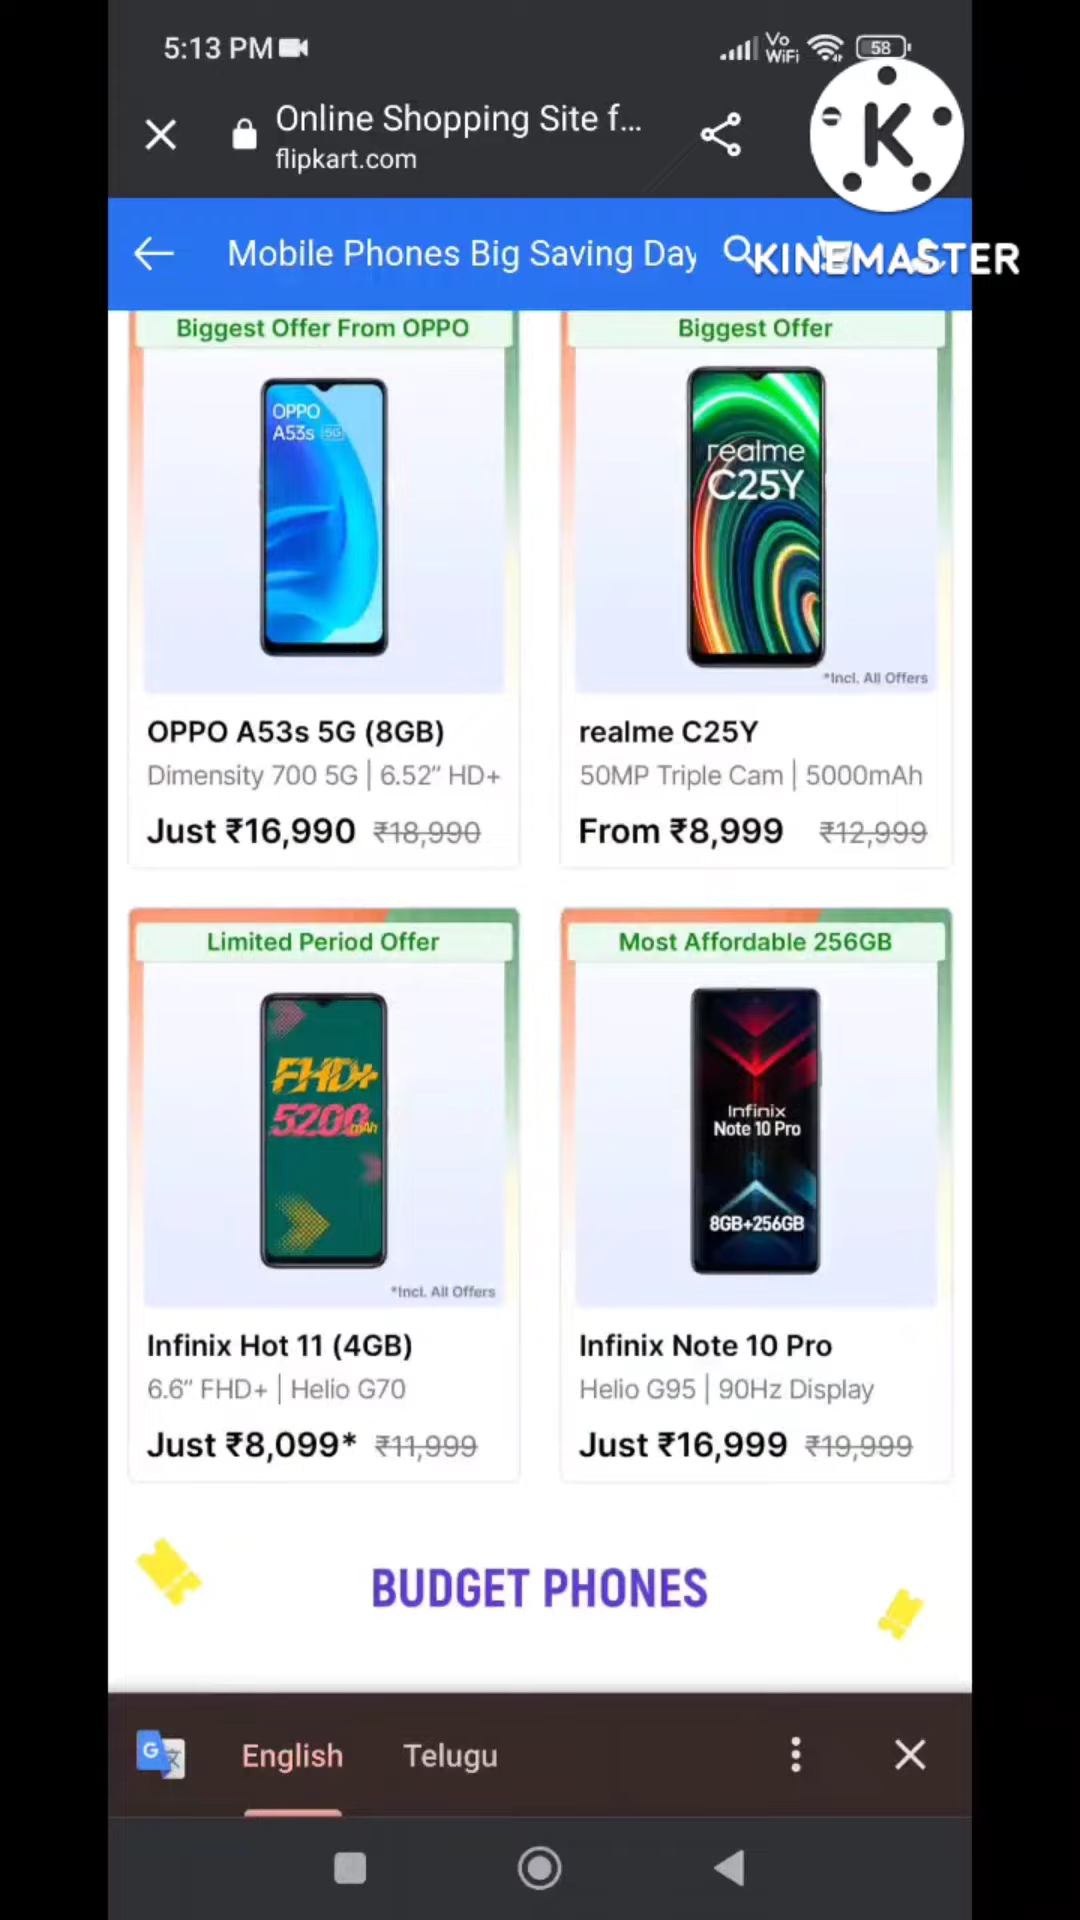 5:13 PM
Vo
WiFi
58
Online Shopping Site f...
flipkart.com
K
KINEMASTER
Mobile Phones Big Saving Day
Biggest Offer From OPPO
OPPO
A53s 5G
OPPO A53s 5G (8GB)
Dimensity 700 5G | 6.52” HD+
Just ₹16,990 ₹18,990
Biggest Offer
realme
C25Y
*Incl. All Offers
realme C25Y
50MP Triple Cam | 5000mAh
From ₹8,999 ₹12,999
Limited Period Offer
FHD+
5200mAh
*Incl. All Offers
Infinix Hot 11 (4GB)
6.6” FHD+ | Helio G70
Just ₹8,099* ₹11,999
Most Affordable 256GB
Infinix
Note 10 Pro
8GB+256GB
Infinix Note 10 Pro
Helio G95 | 90Hz Display
Just ₹16,999 ₹19,999
BUDGET PHONES
G 文
English
Telugu